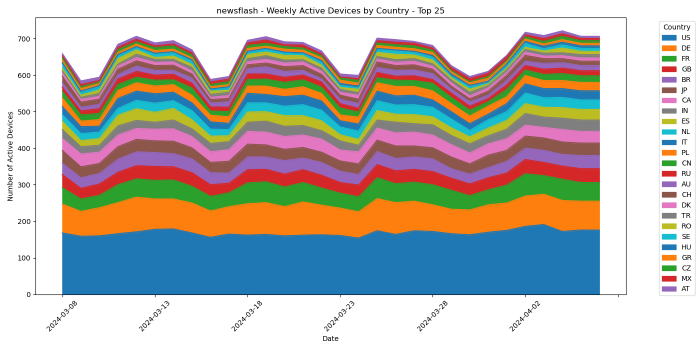 newsflash - Weekly Active Devices by Country - Top 25
Number of Active Devices
700
600
500
400
300
200
100
0
2024-03-08
2024-03-13
2024-03-18
2024-03-23
2024-03-28
2024-04-02
Date
Country
US
DE
FR
GB
BR
JP
CA
IN
ES
NL
IT
PL
CN
RU
AU
CH
DK
TR
RO
SE
HU
GR
CZ
MX
AT